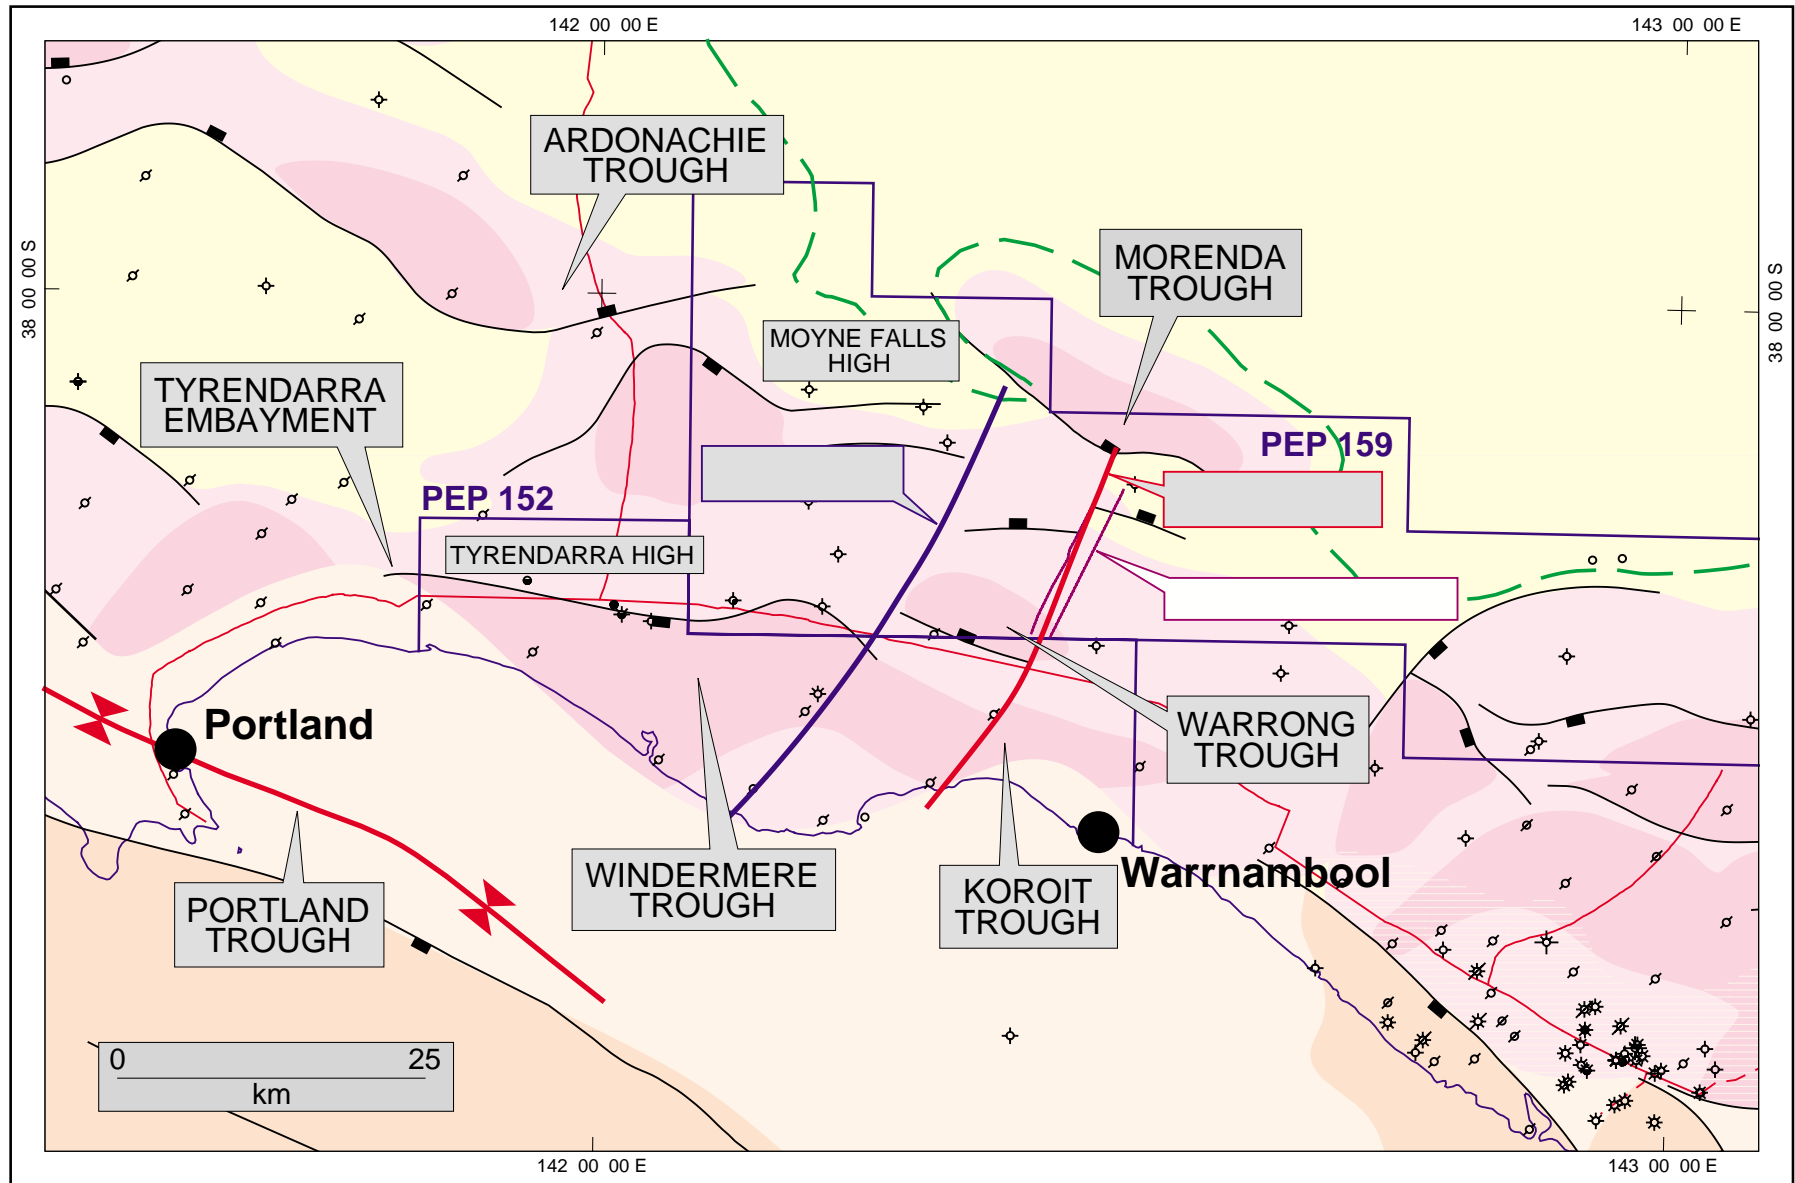 142 00 00 E
143 00 00 E
ARDONACHIE
TROUGH
38 00 00 S
MORENDA
TROUGH
38 00 00 S
MOYNE FALLS
HIGH
TYRENDARRA
EMBAYMENT
PEP 159
PEP 152
TYRENDARRA HIGH
Portland
WARRONG
TROUGH
WINDERMERE
TROUGH
KOROIT
TROUGH
Warrnambool
PORTLAND
TROUGH
0 25
km
142 00 00 E
143 00 00 E